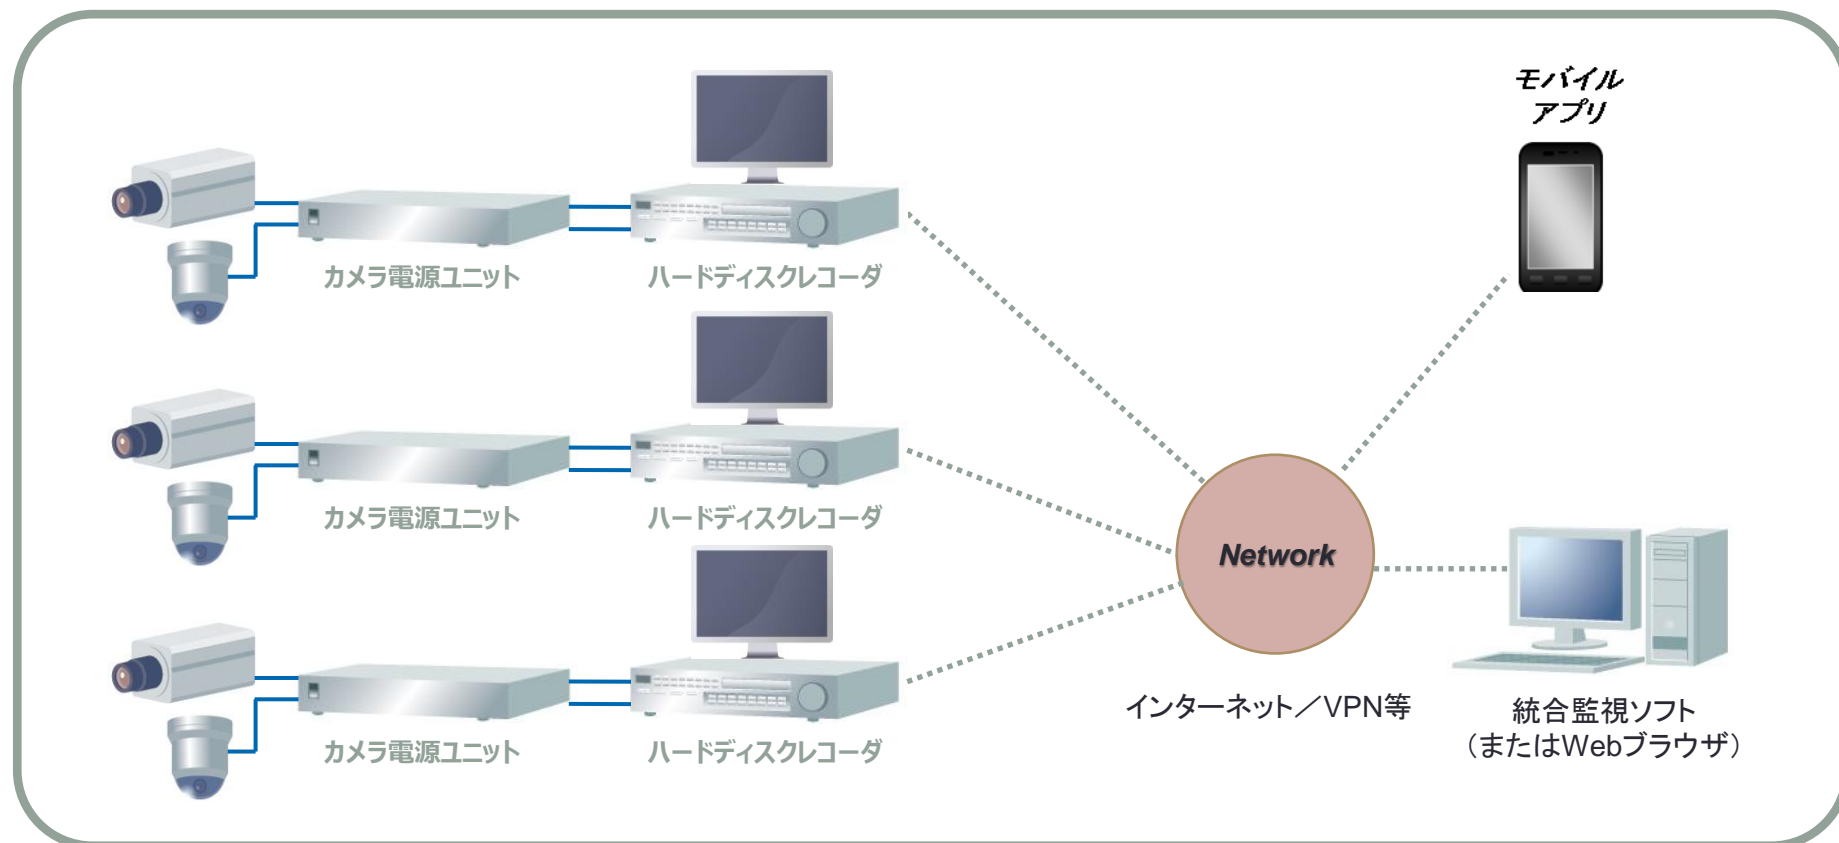 モバイル
アプリ
カメラ電源ユニット
ハードディスクレコーダ
カメラ電源ユニット
ハードディスクレコーダ
Network
カメラ電源ユニット
ハードディスクレコーダ
インターネット／VPN等
統合監視ソフト
（またはWebブラウザ）